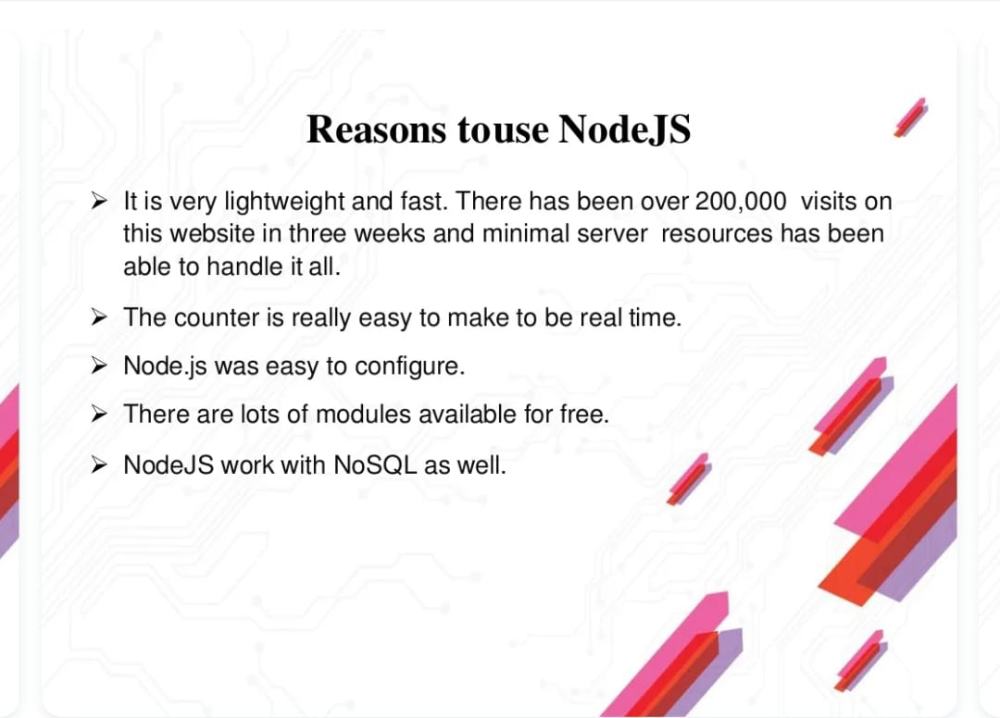 Reasons touse NodeJS
➢ It is very lightweight and fast. There has been over 200,000 visits on
this website in three weeks and minimal server resources has been
able to handle it all.
➢ The counter is really easy to make to be real time.
➢ Node.js was easy to configure.
➢ There are lots of modules available for free.
➢ NodeJS work with NoSQL as well.